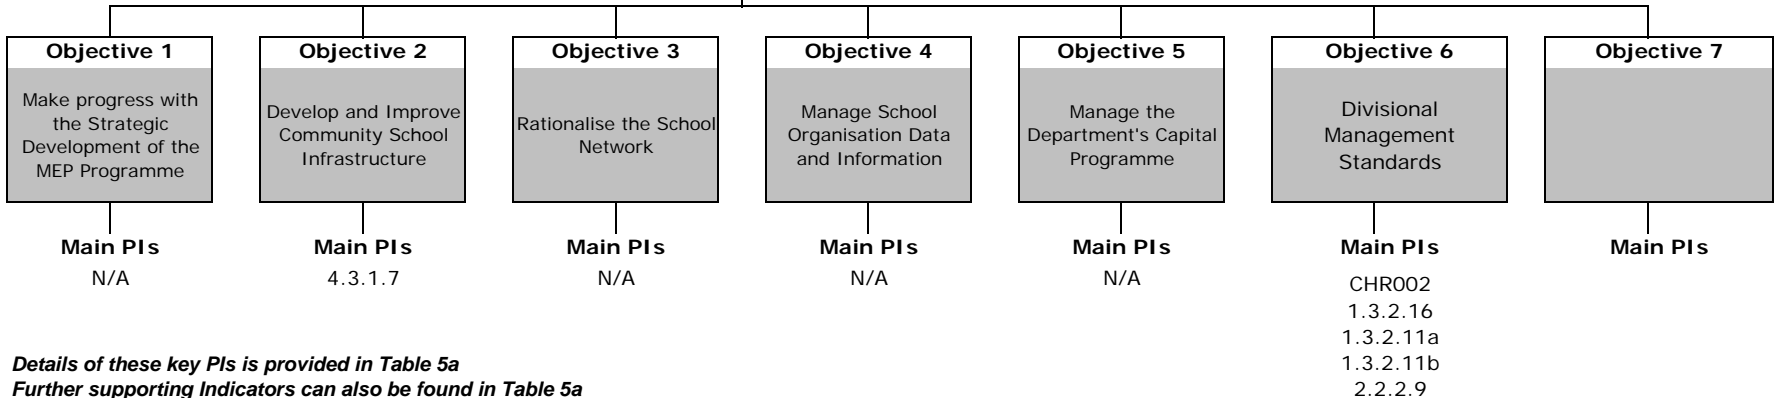 Objective 1
Make progress with
the Strategic
Development of the
MEP Programme
Main PIs
N/A
Objective 2
Develop and Improve
Community School
Infrastructure
Main PIs
4.3.1.7
Objective 3
Rationalise the School
Network
Main PIs
N/A
Objective 4
Manage School
Organisation Data
and Information
Main PIs
N/A
Objective 5
Manage the
Department's Capital
Programme
Main PIs
N/A
Objective 6
Divisional
Management
Standards
Main PIs
CHR002
1.3.2.16
1.3.2.11a
1.3.2.11b
2.2.2.9
Objective 7
Main PIs
Details of these key PIs is provided in Table 5a
Further supporting Indicators can also be found in Table 5a